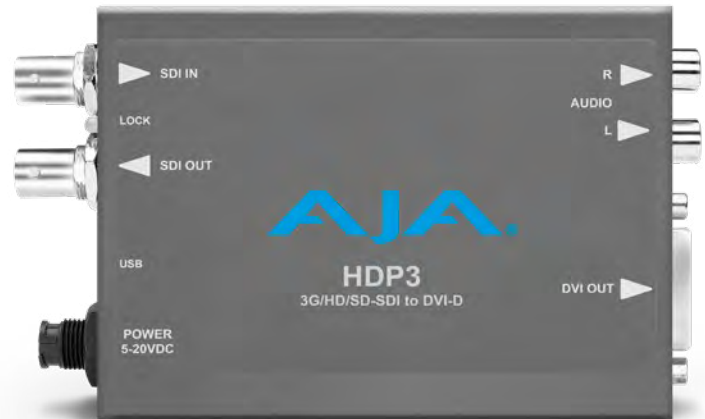 SDI IN
LOCK
SDI OUT
USB
POWER
5-20VDC
AJA.
HDP3
3G/HD/SD-SDI to DVI-D
R
AUDIO
L
DVI OUT